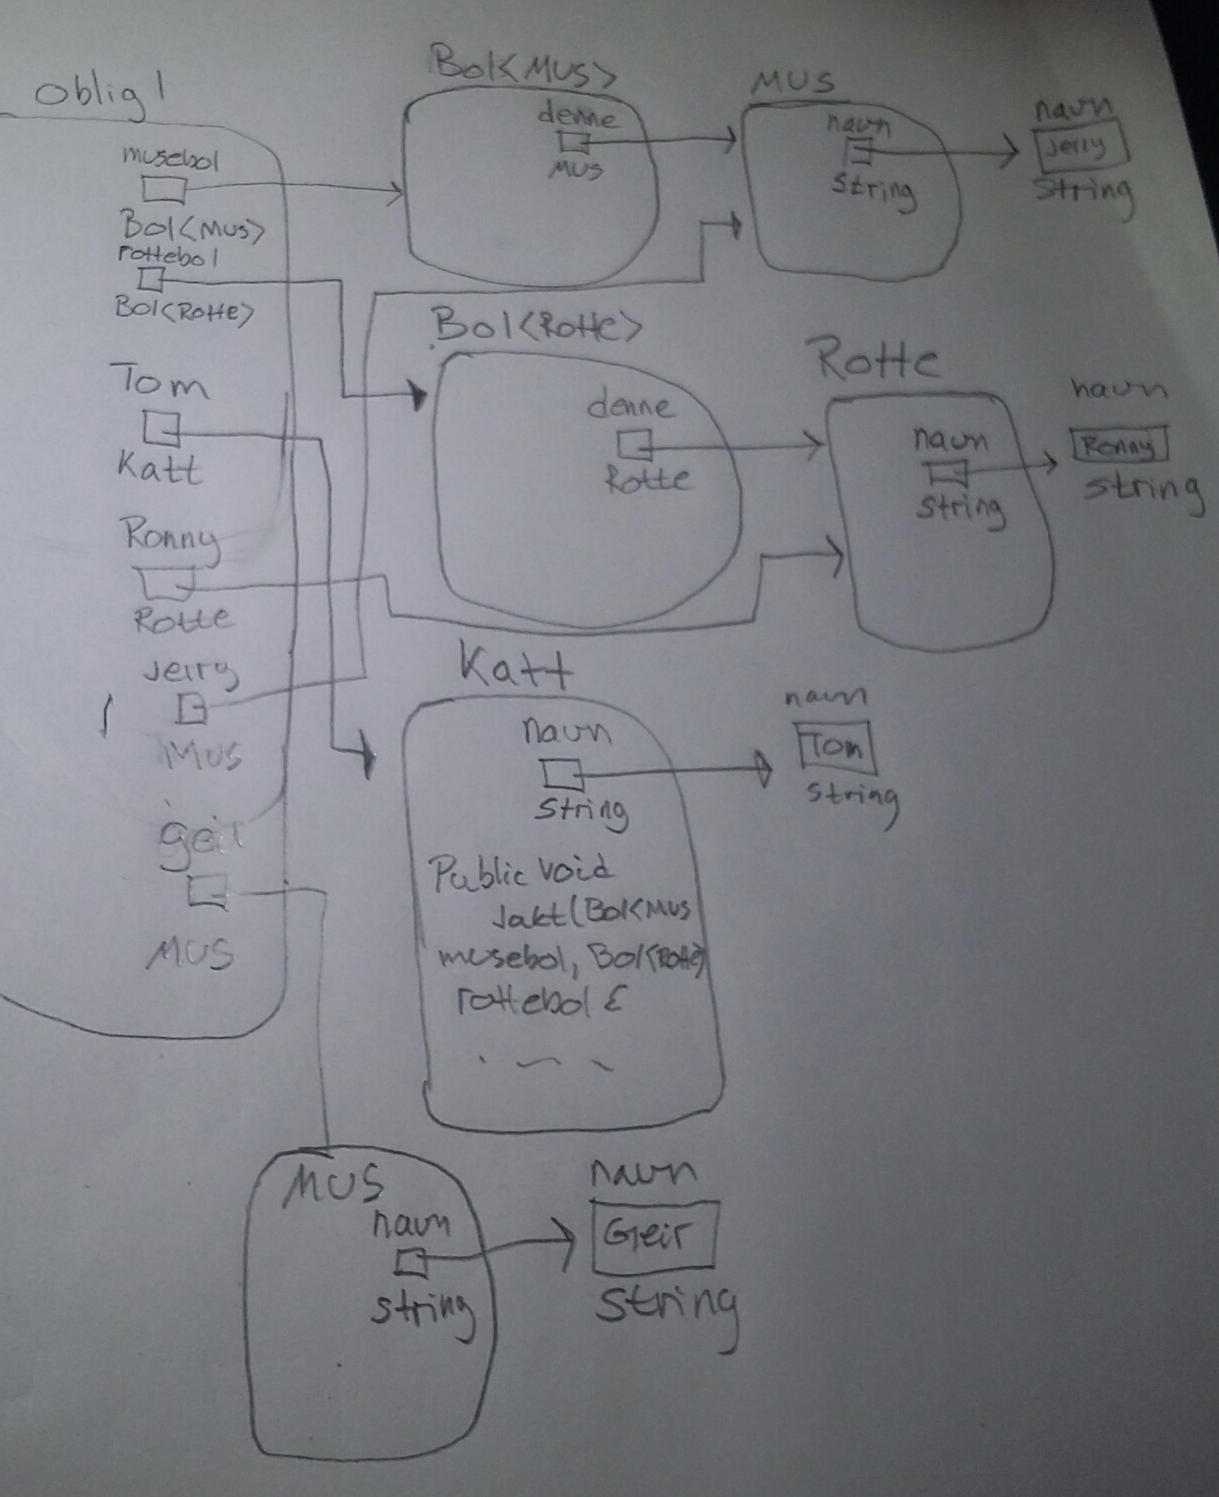 oblig1
musebol
Bol<Mus>
rottebol
Bol<Rotte>
Tom
Katt
Ronny
Rotte
Jerry
Mus
geir
MUS
Bol<Mus>
denne
Mus
MUS
navn
String
navn
Jerry
String
Bol<Rotte>
denne
Rotte
Rotte
navn
String
navn
Ronny
String
Katt
navn
String
Public void
Jakt(Bol<Mus
musebol, Bol<Rotte>
rottebol {
navn
Tom
String
MUS
navn
String
navn
Geir
String